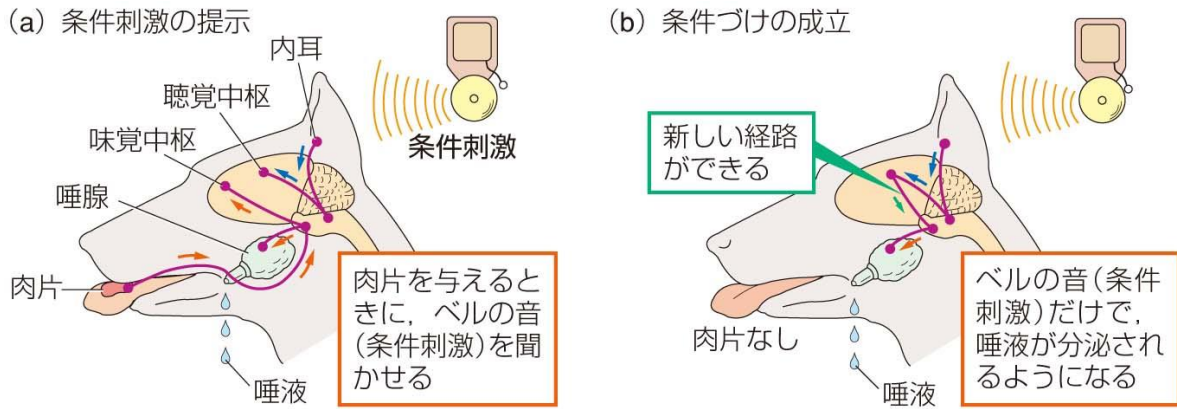 (a) 条件刺激の提示
内耳
聴覚中枢
味覚中枢
唾腺
肉片
条件刺激
肉片を与えると
きに，ベルの音
(条件刺激)を聞
かせる
唾液
(b) 条件づけの成立
新しい経路
ができる
肉片なし
ベルの音(条件
刺激)だけで，
唾液が分泌され
るようになる
唾液